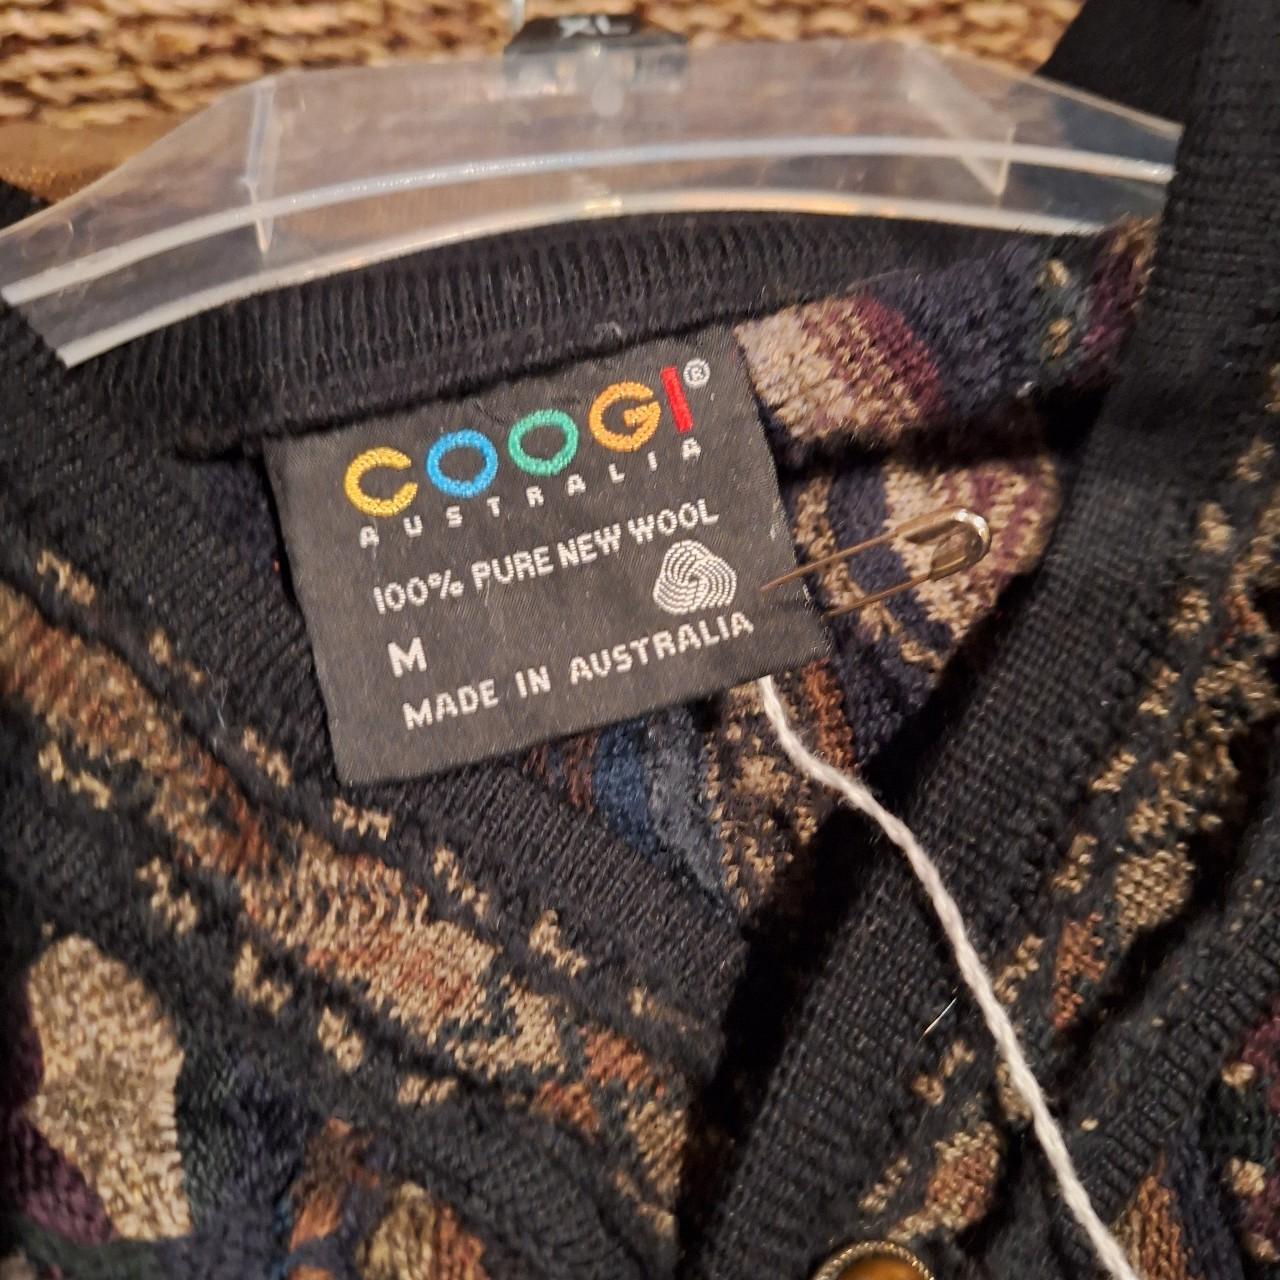 XL
COOGI®
AUSTRALIA
100% PURE NEW WOOL
M
MADE IN AUSTRALIA